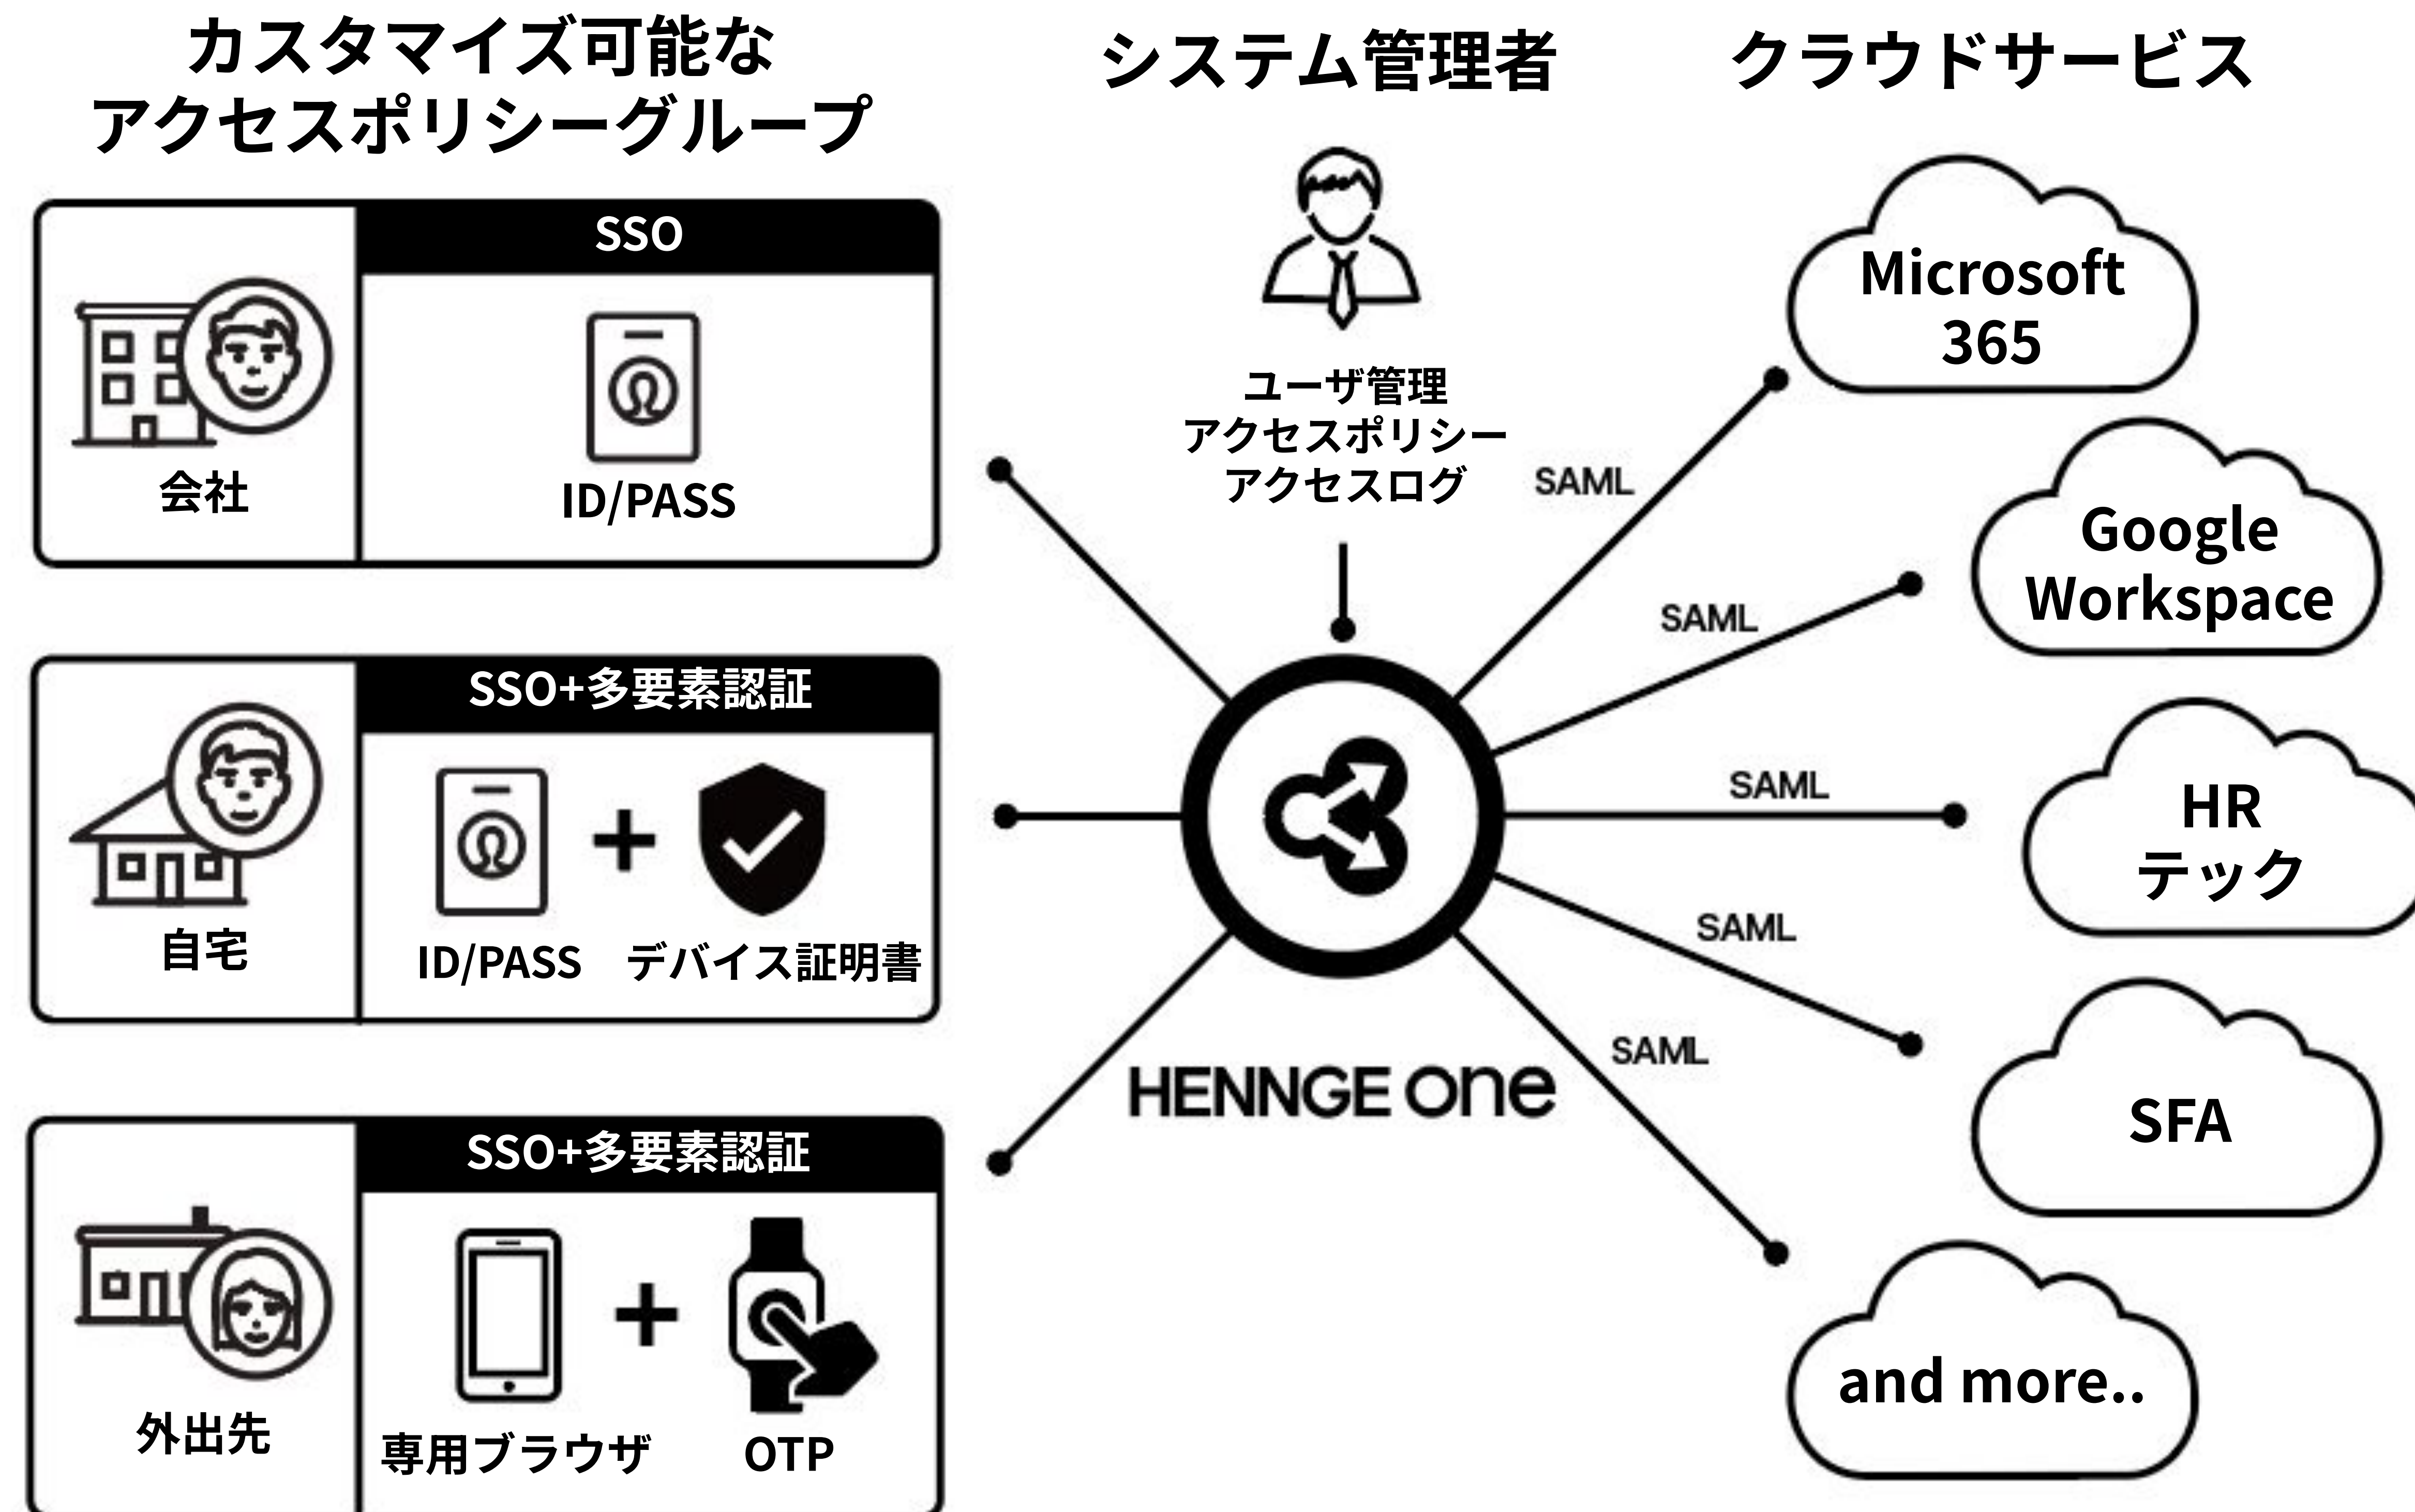 カスタマイズ可能な
アクセスポリシーグループ
SSO
会社
ID/PASS
SSO+多要素認証
自宅
ID/PASS
デバイス証明書
SSO+多要素認証
外出先
専用ブラウザ
OTP
システム管理者
ユーザ管理
アクセスポリシー
アクセスログ
HENNGE one
SAML
SAML
SAML
SAML
SAML
クラウドサービス
Microsoft
365
Google
Workspace
HR
テック
SFA
and more..